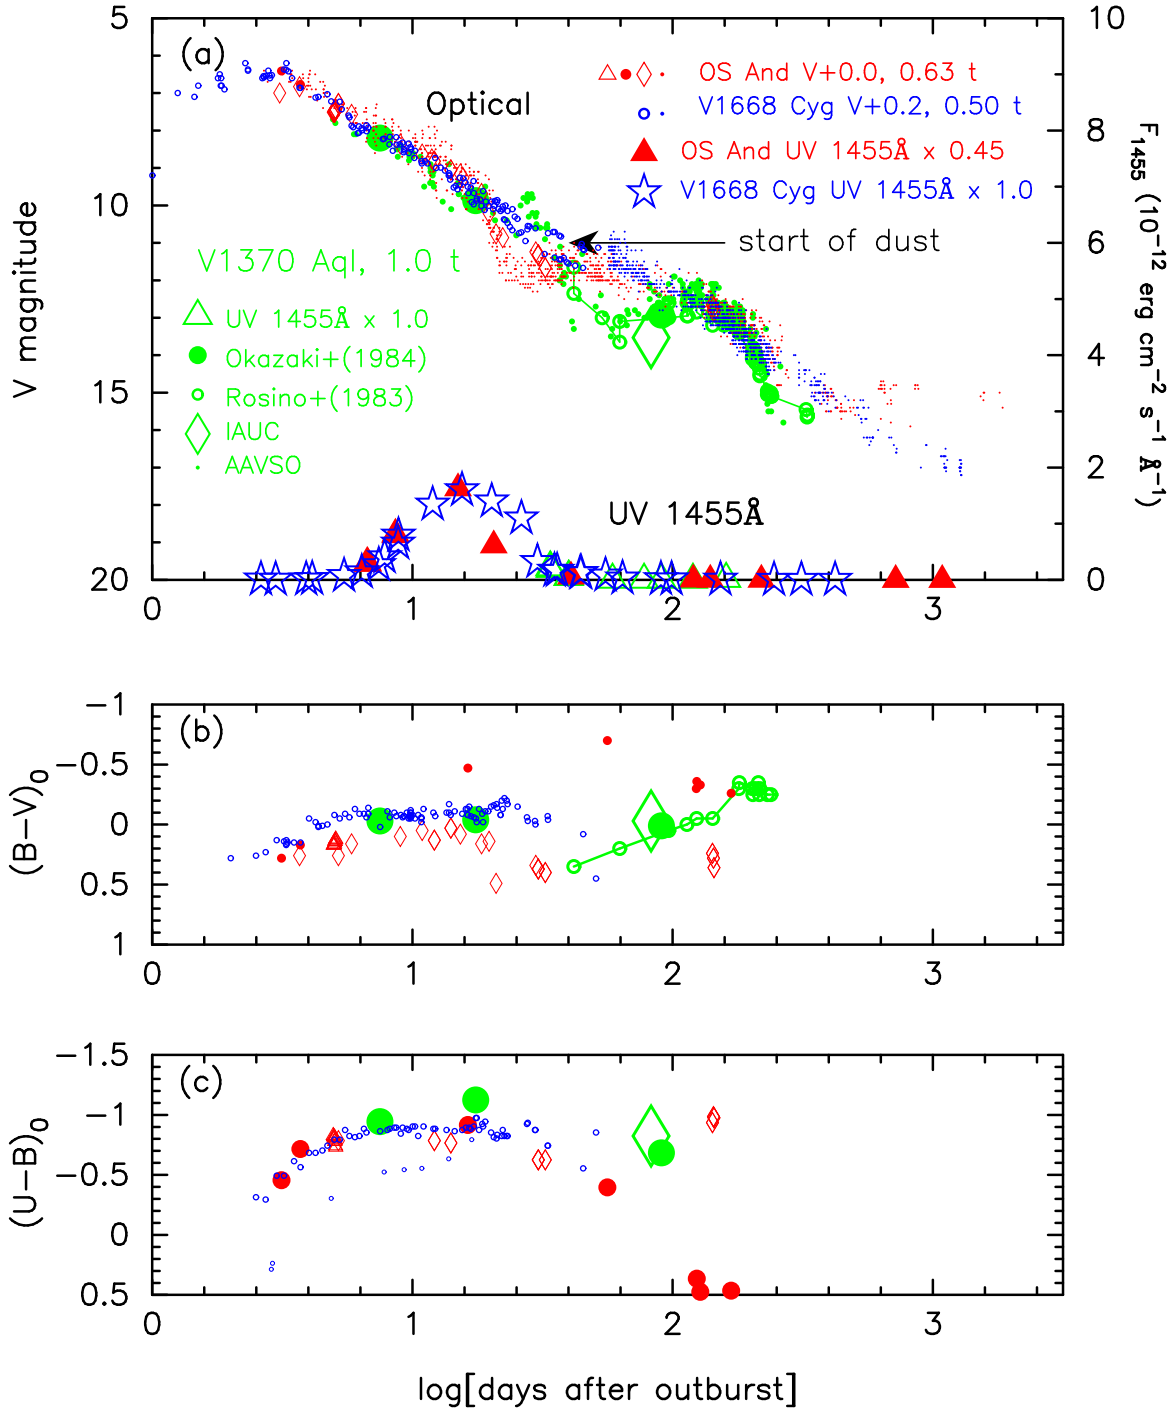 (a)
Optical
OS And V+0.0, 0.63 t
V1668 Cyg V+0.2, 0.50 t
OS And UV 1455Å x 0.45
V1668 Cyg UV 1455Å x 1.0
start of dust
V1370 Aql, 1.0 t
UV 1455Å x 1.0
Okazaki+(1984)
Rosino+(1983)
IAUC
AAVSO
UV 1455Å
V magnitude
5
10
15
20
F1455 (10−12 erg cm−2 s−1 Å−1)
10
8
6
4
2
0
0 1 2 3
(b)
(B−V)0
−1
−0.5
0
0.5
1
0 1 2 3
(c)
(U−B)0
−1.5
−1
−0.5
0
0.5
0 1 2 3
log[days after outburst]